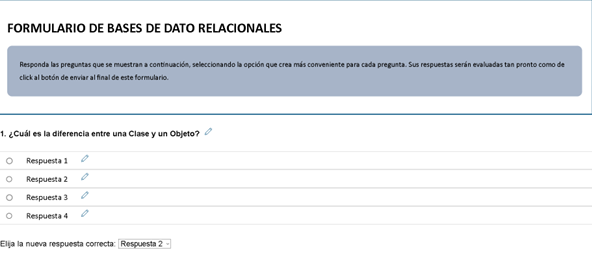 FORMULARIO DE BASES DE DATO RELACIONALES
Responda las preguntas que se muestran a continuación, seleccionando la opción que crea más conveniente para cada pregunta. Sus respuestas serán evaluadas tan pronto como de
click al botón de enviar al final de este formulario.
1. ¿Cuál es la diferencia entre una Clase y un Objeto?
Respuesta 1
Respuesta 2
Respuesta 3
Respuesta 4
Elija la nueva respuesta correcta: Respuesta 2